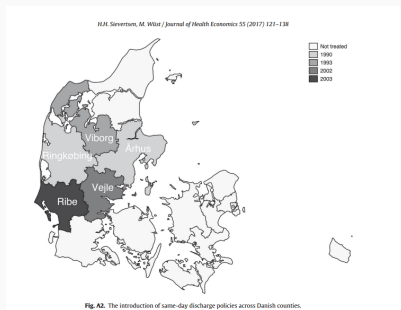 H.H. Sievertsen, M. Wüst / Journal of Health Economics 55 (2017) 121–138
Not treated
1990
1993
2002
2003
Viborg
Århus
Ringkøbing
Vejle
Ribe
Fig. A2. The introduction of same-day discharge policies across Danish counties.